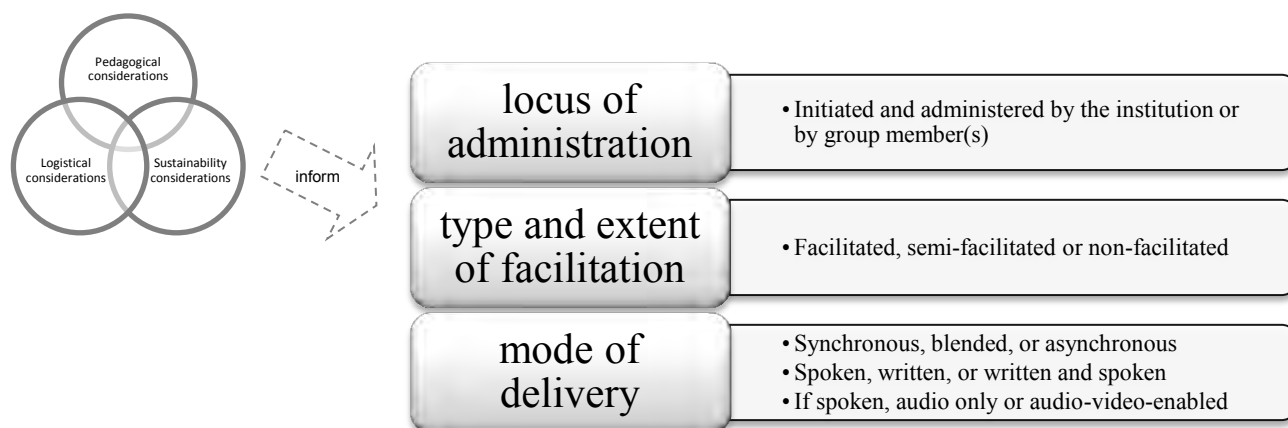 Pedagogical
considerations
Logistical
considerations
Sustainability
considerations
inform
locus of
administration
• Initiated and administered by the institution or
by group member(s)
type and extent
of facilitation
• Facilitated, semi-facilitated or non-facilitated
mode of
delivery
• Synchronous, blended, or asynchronous
• Spoken, written, or written and spoken
• If spoken, audio only or audio-video-enabled